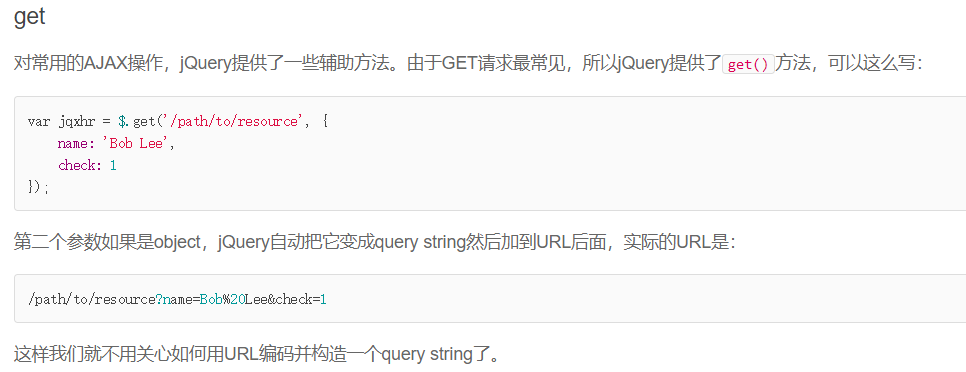 get
对常用的AJAX操作，jQuery提供了一些辅助方法。由于GET请求最常见，所以jQuery提供了get()方法，可以这么写：
var jqxhr = $.get('/path/to/resource', {
    name: 'Bob Lee',
    check: 1
});
第二个参数如果是object，jQuery自动把它变成query string然后加到URL后面，实际的URL是：
/path/to/resource?name=Bob%20Lee&check=1
这样我们就不用关心如何用URL编码并构造一个query string了。